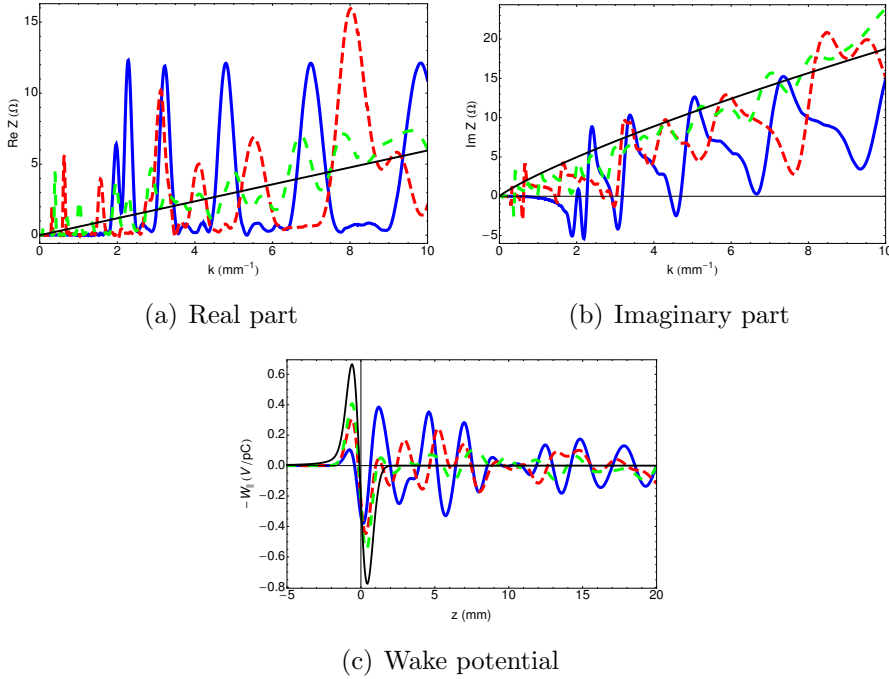 Re Z (Ω)
15
10
5
0
0 2 4 6 8 10
k (mm⁻¹)
(a) Real part
Im Z (Ω)
20
15
10
5
0
−5
0 2 4 6 8 10
k (mm⁻¹)
(b) Imaginary part
−W∥ (V/pC)
0.6
0.4
0.2
0.0
−0.2
−0.4
−0.6
−0.8
−5 0 5 10 15 20
z (mm)
(c) Wake potential